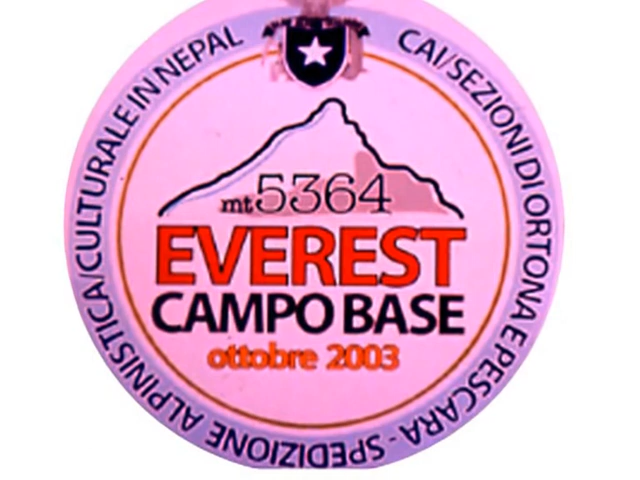 CAI/SEZIONI DI ORTONA E PESCARA - SPEDIZIONE ALPINISTICA/CULTURALE IN NEPAL
mt 5364
EVEREST
CAMPO BASE
ottobre 2003